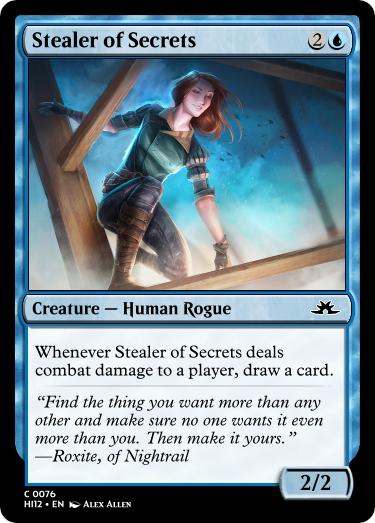 Stealer of Secrets 2
Creature — Human Rogue
Whenever Stealer of Secrets deals
combat damage to a player, draw a card.
“Find the thing you want more than any
other and make sure no one wants it even
more than you. Then make it yours.”
—Roxite, of Nightrail
2/2
C 0076
HI12 • EN Alex Allen